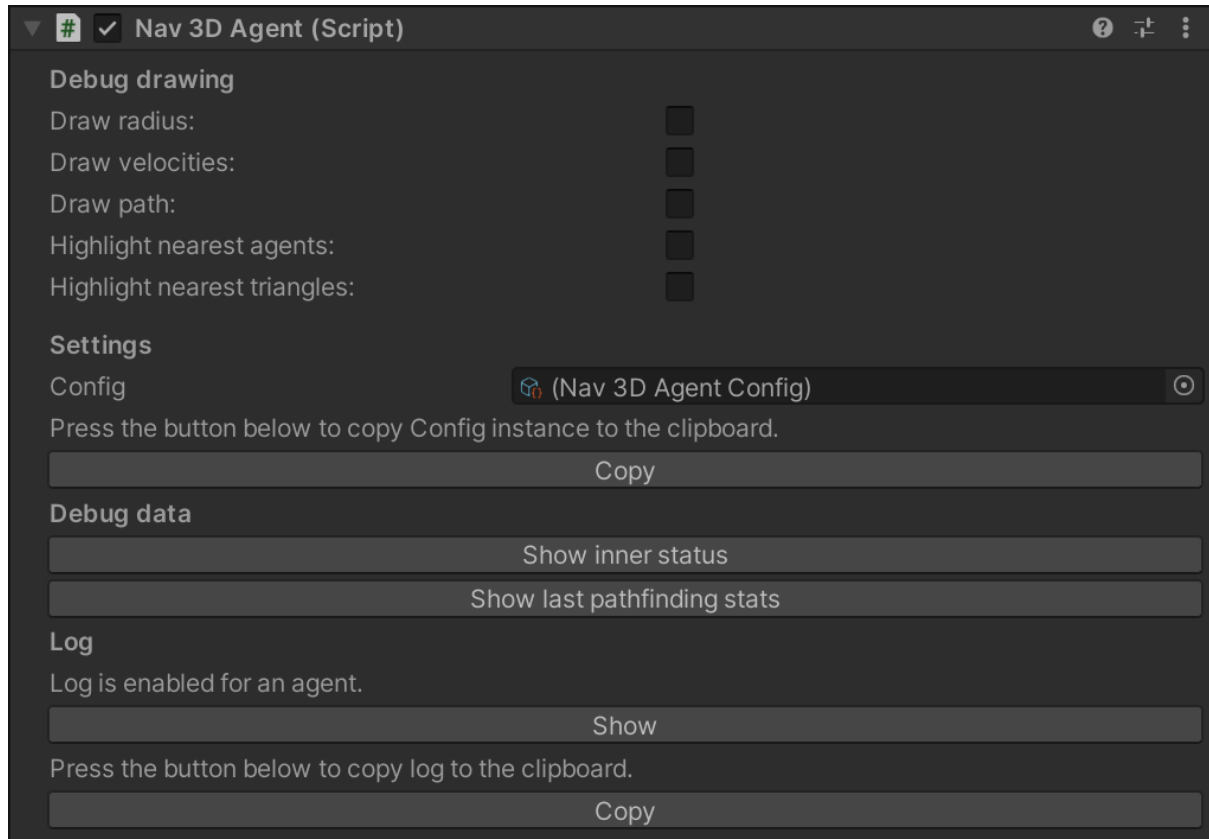 Nav 3D Agent (Script)
Debug drawing
Draw radius:
Draw velocities:
Draw path:
Highlight nearest agents:
Highlight nearest triangles:
Settings
Config (Nav 3D Agent Config)
Press the button below to copy Config instance to the clipboard.
Copy
Debug data
Show inner status
Show last pathfinding stats
Log
Log is enabled for an agent.
Show
Press the button below to copy log to the clipboard.
Copy